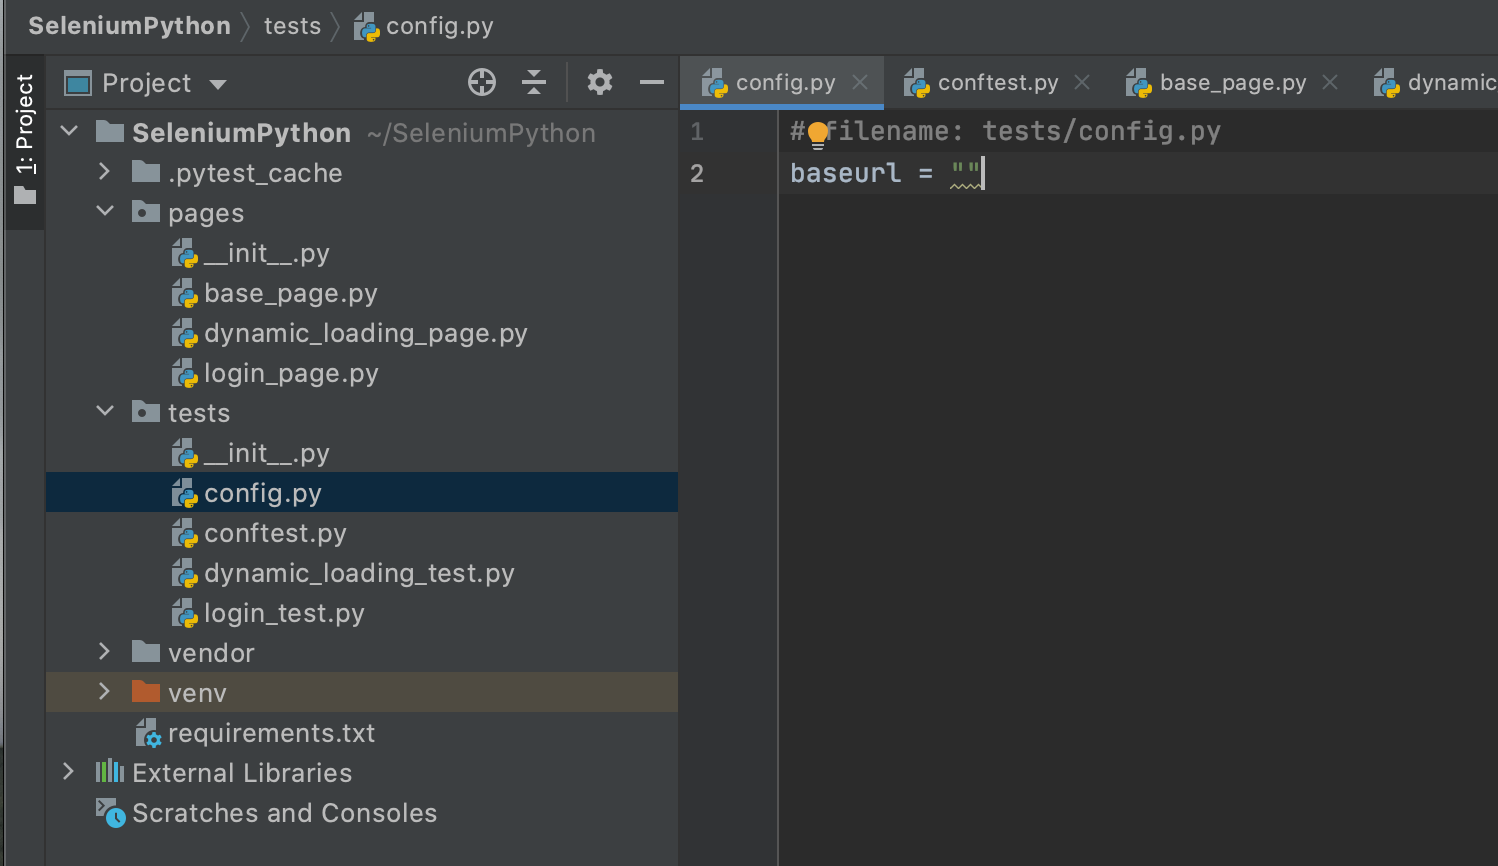 SeleniumPython tests config.py
1: Project
Project
config.py conftest.py base_page.py dynamic
SeleniumPython ~/SeleniumPython
.pytest_cache
pages
__init__.py
base_page.py
dynamic_loading_page.py
login_page.py
tests
__init__.py
config.py
conftest.py
dynamic_loading_test.py
login_test.py
vendor
venv
requirements.txt
External Libraries
Scratches and Consoles
1 # filename: tests/config.py
2 baseurl = ""